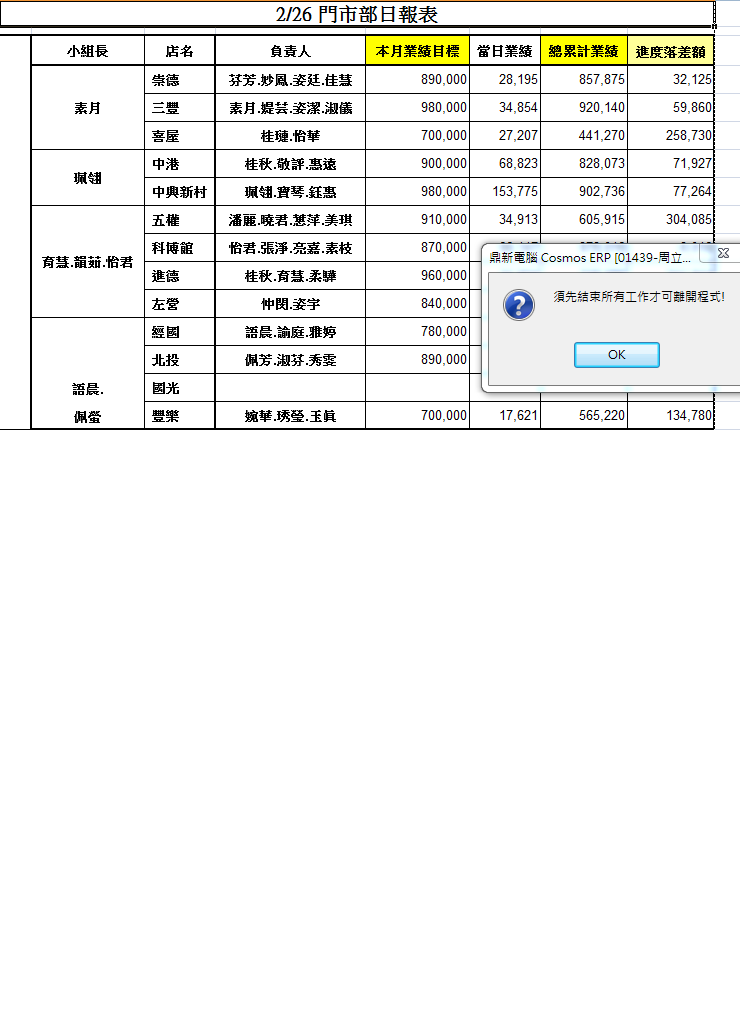 2/26 門市部日報表
小組長 店名 負責人 本月業績目標 當日業績 總累計業績 進度落差額
崇德 芬芳.妙鳳.姿廷.佳慧 890,000 28,195 857,875 32,125
素月 三豐 素月.緹芸.姿潔.淑儀 980,000 34,854 920,140 59,860
喜屋 桂璉.怡華 700,000 27,207 441,270 258,730
珮翎 中港 桂秋.敬評.惠遠 900,000 68,823 828,073 71,927
中興新村 珮翎.寶琴.鈺惠 980,000 153,775 902,736 77,264
五權 潘麗.曉君.蕙萍.美琪 910,000 34,913 605,915 304,085
育慧.韻茹.怡君 科博館 怡君.張淨.亮嘉.素枝 870,000
進德 桂秋.育慧.柔驊 960,000
左營 仲閔.姿宇 840,000
經國 語晨.諭庭.雅婷 780,000
北投 佩芳.淑芬.秀雯 890,000
語晨. 國光
佩螢 豐樂 婉華.琇瑩.玉真 700,000 17,621 565,220 134,780
鼎新電腦 Cosmos ERP [01439-周立...
須先結束所有工作才可離開程式!
OK